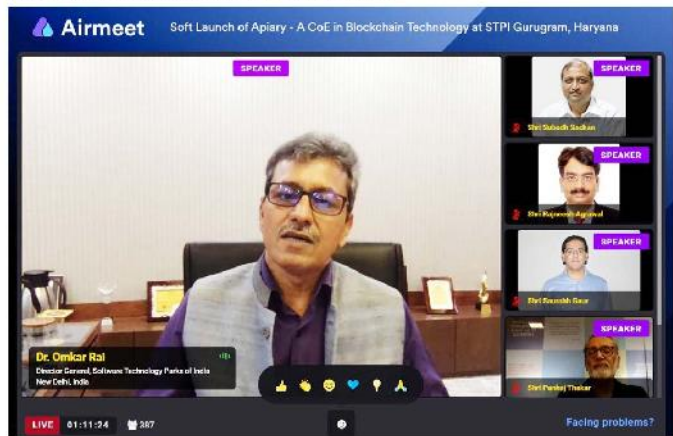 Airmeet
Soft Launch of Apiary - A CoE in Blockchain Technology at STPI Gurugram, Haryana
SPEAKER
SPEAKER
Shri Subodh
SPEAKER
Shri Rajneesh Agrawal
SPEAKER
Shri Saurabh Gaur
SPEAKER
Shri Pankaj Thakar
Dr. Omkar Rai
Director General, Software Technology Parks of India
New Delhi, India
LIVE 01:11:24 387
Facing problems?